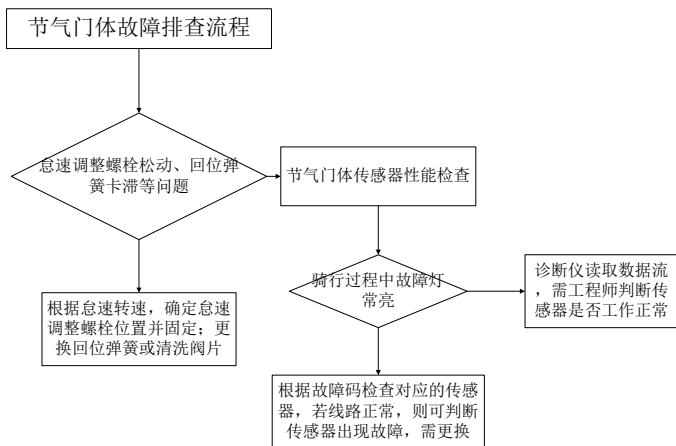 节气门体故障排查流程
怠速调整螺栓松动、回位弹
簧卡滞等问题
节气门体传感器性能检查
骑行过程中故障灯
常亮
诊断仪读取数据流
，需工程师判断传
感器是否工作正常
根据怠速转速，确定怠速
调整螺栓位置并固定；更
换回位弹簧或清洗阀片
根据故障码检查对应的传感
器，若线路正常，则可判断
传感器出现故障，需更换